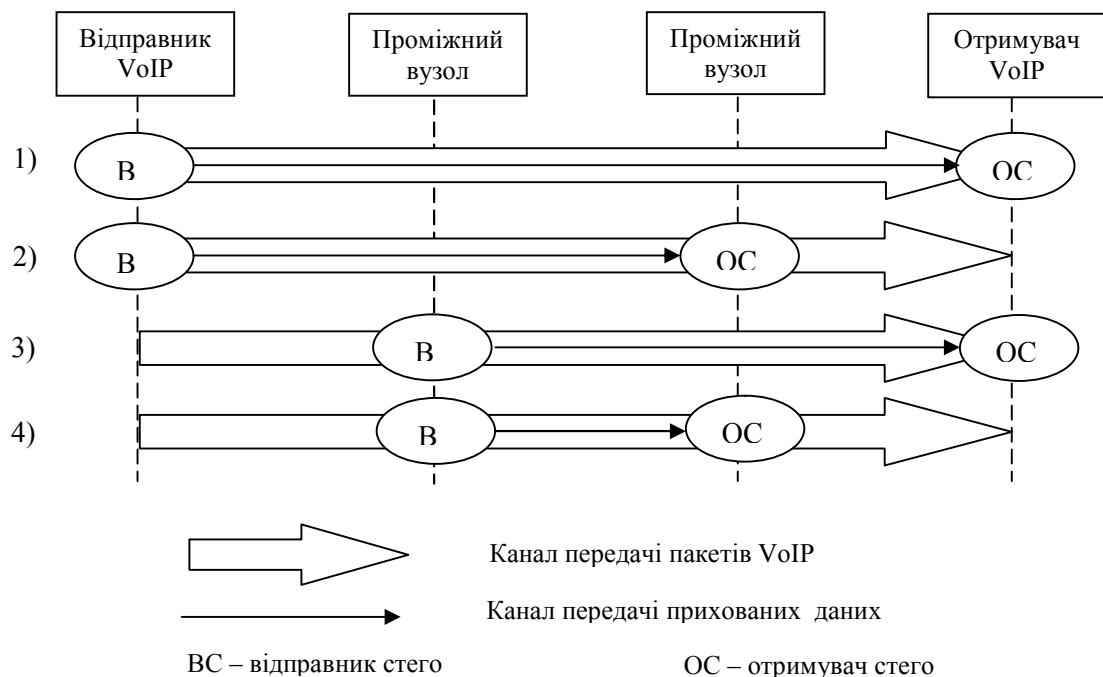 Відправник
VoIP
Проміжний
вузол
Проміжний
вузол
Отримувач
VoIP
1)
В
ОС
2)
В
ОС
3)
В
ОС
4)
В
ОС
Канал передачі пакетів VoIP
Канал передачі прихованих даних
ВС – відправник стего
ОС – отримувач стего